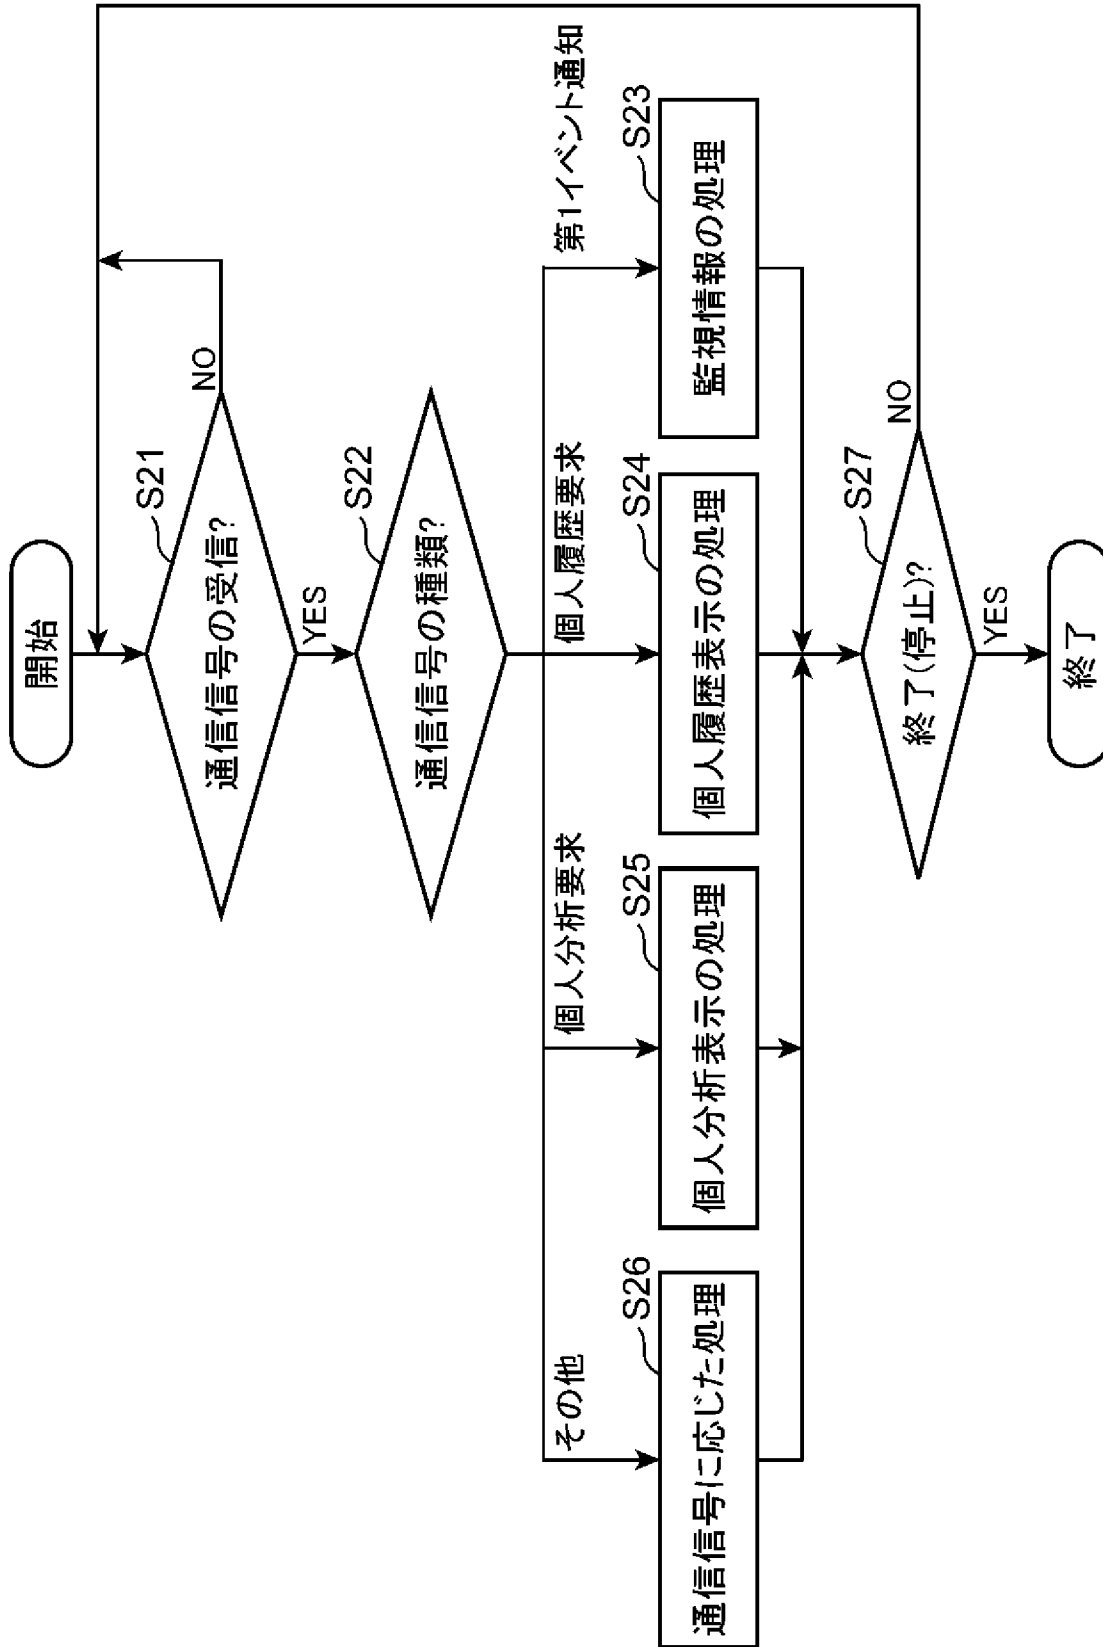 開始
S21
通信信号の受信?
NO
YES
S22
通信信号の種類?
その他
個人分析要求
個人履歴要求
第1イベント通知
S26
通信信号に応じた処理
S25
個人分析表示の処理
S24
個人履歴表示の処理
S23
監視情報の処理
S27
終了(停止)?
NO
YES
終了